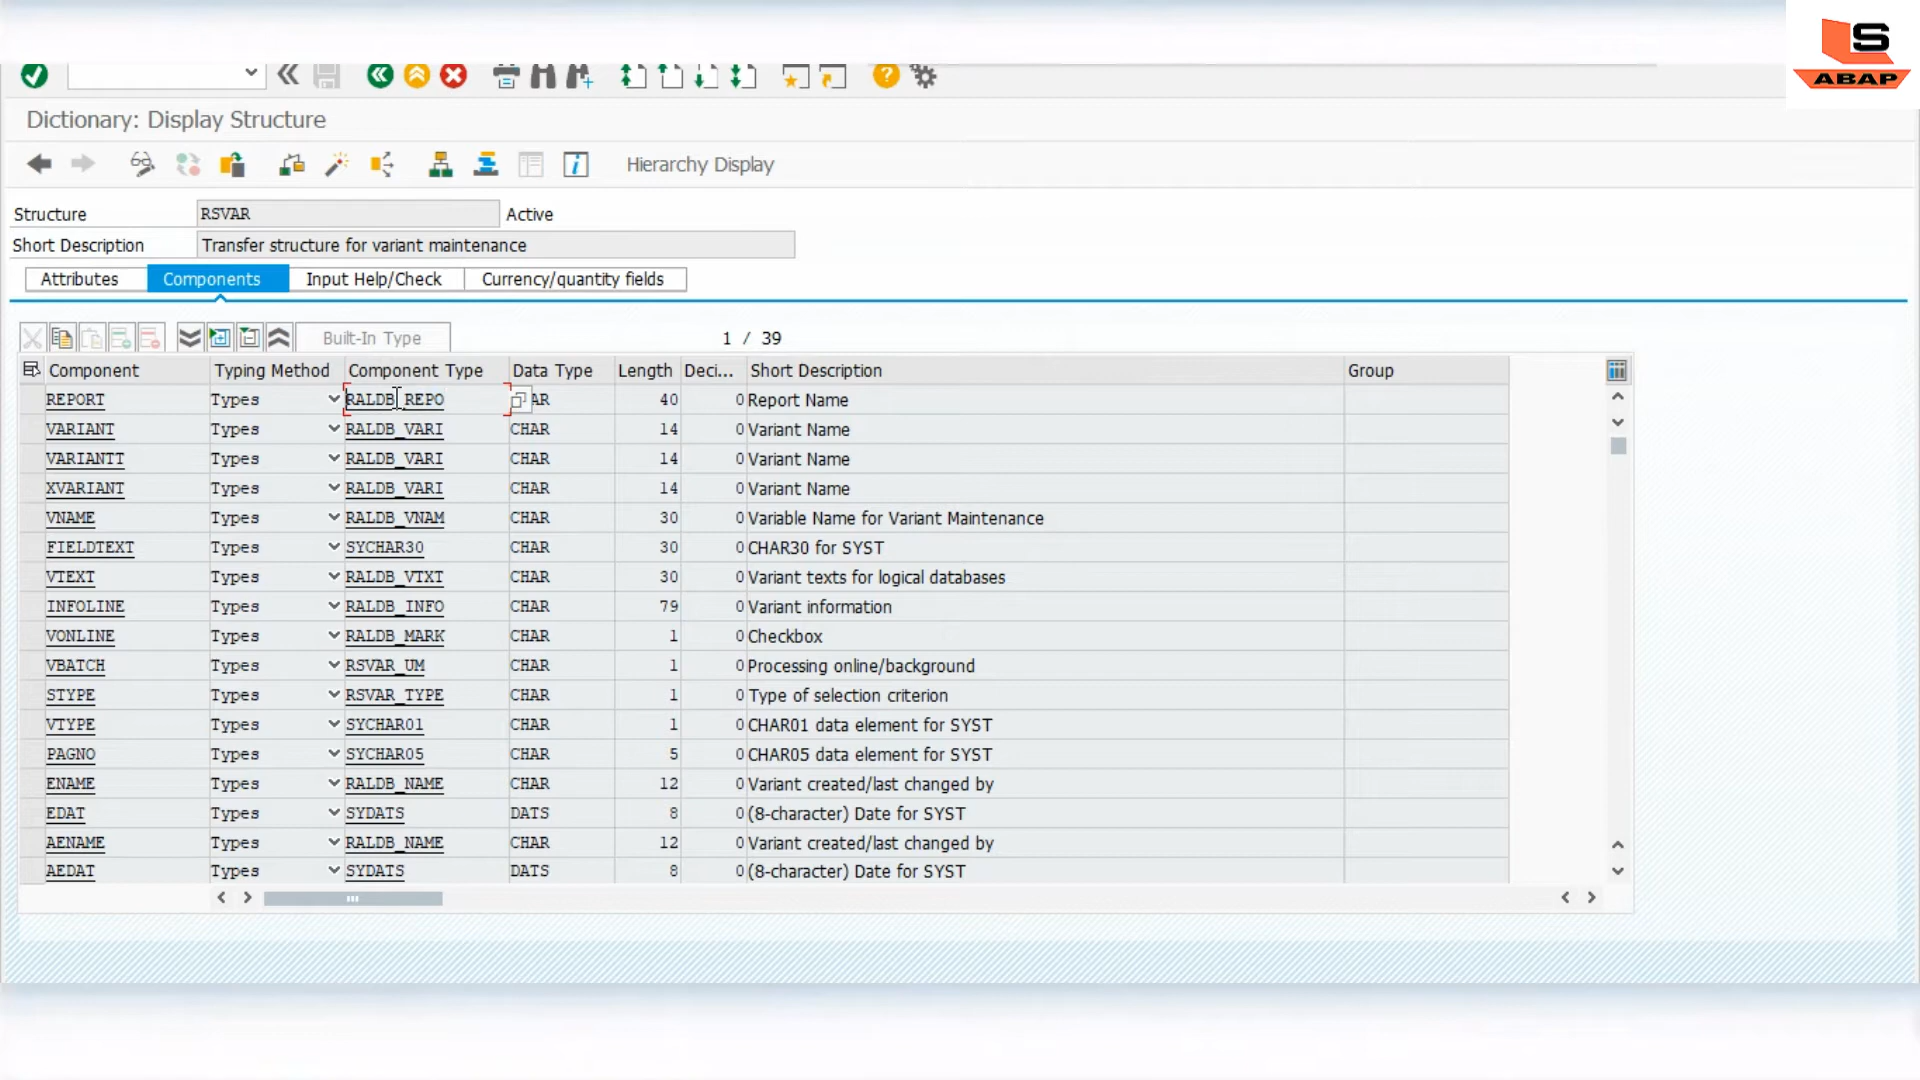 S
ABAP
Dictionary: Display Structure
Hierarchy Display
Structure RSVAR Active
Short Description Transfer structure for variant maintenance
Attributes Components Input Help/Check Currency/quantity fields
Built-In Type 1 / 39
Component Typing Method Component Type Data Type Length Deci... Short Description Group
REPORT Types RALDB_REPO AR 40 0 Report Name
VARIANT Types RALDB_VARI CHAR 14 0 Variant Name
VARIANTT Types RALDB_VARI CHAR 14 0 Variant Name
XVARIANT Types RALDB_VARI CHAR 14 0 Variant Name
VNAME Types RALDB_VNAM CHAR 30 0 Variable Name for Variant Maintenance
FIELDTEXT Types SYCHAR30 CHAR 30 0 CHAR30 for SYST
VTEXT Types RALDB_VTXT CHAR 30 0 Variant texts for logical databases
INFOLINE Types RALDB_INFO CHAR 79 0 Variant information
VONLINE Types RALDB_MARK CHAR 1 0 Checkbox
VBATCH Types RSVAR_UM CHAR 1 0 Processing online/background
STYPE Types RSVAR_TYPE CHAR 1 0 Type of selection criterion
VTYPE Types SYCHAR01 CHAR 1 0 CHAR01 data element for SYST
PAGNO Types SYCHAR05 CHAR 5 0 CHAR05 data element for SYST
ENAME Types RALDB_NAME CHAR 12 0 Variant created/last changed by
EDAT Types SYDATS DATS 8 0 (8-character) Date for SYST
AENAME Types RALDB_NAME CHAR 12 0 Variant created/last changed by
AEDAT Types SYDATS DATS 8 0 (8-character) Date for SYST